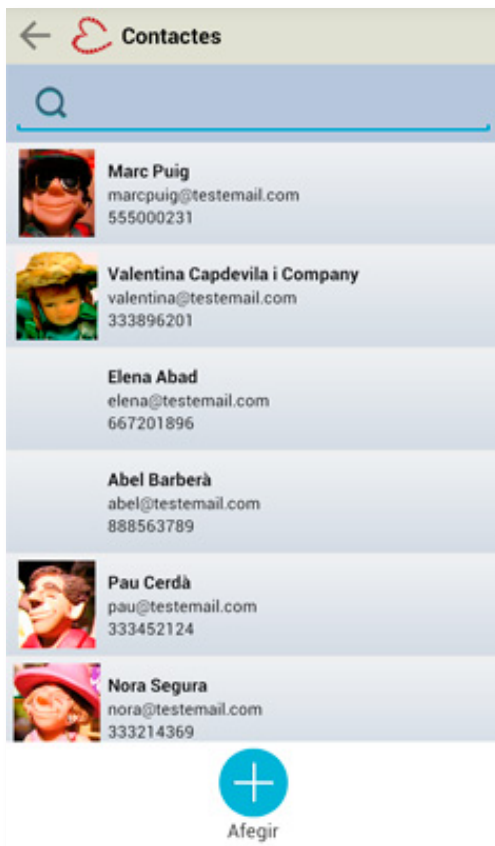 Contactes
Marc Puig
marcpuig@testemail.com
555000231
Valentina Capdevila i Company
valentina@testemail.com
333896201
Elena Abad
elena@testemail.com
667201896
Abel Barberà
abel@testemail.com
888563789
Pau Cerdà
pau@testemail.com
333452124
Nora Segura
nora@testemail.com
333214369
Afegir